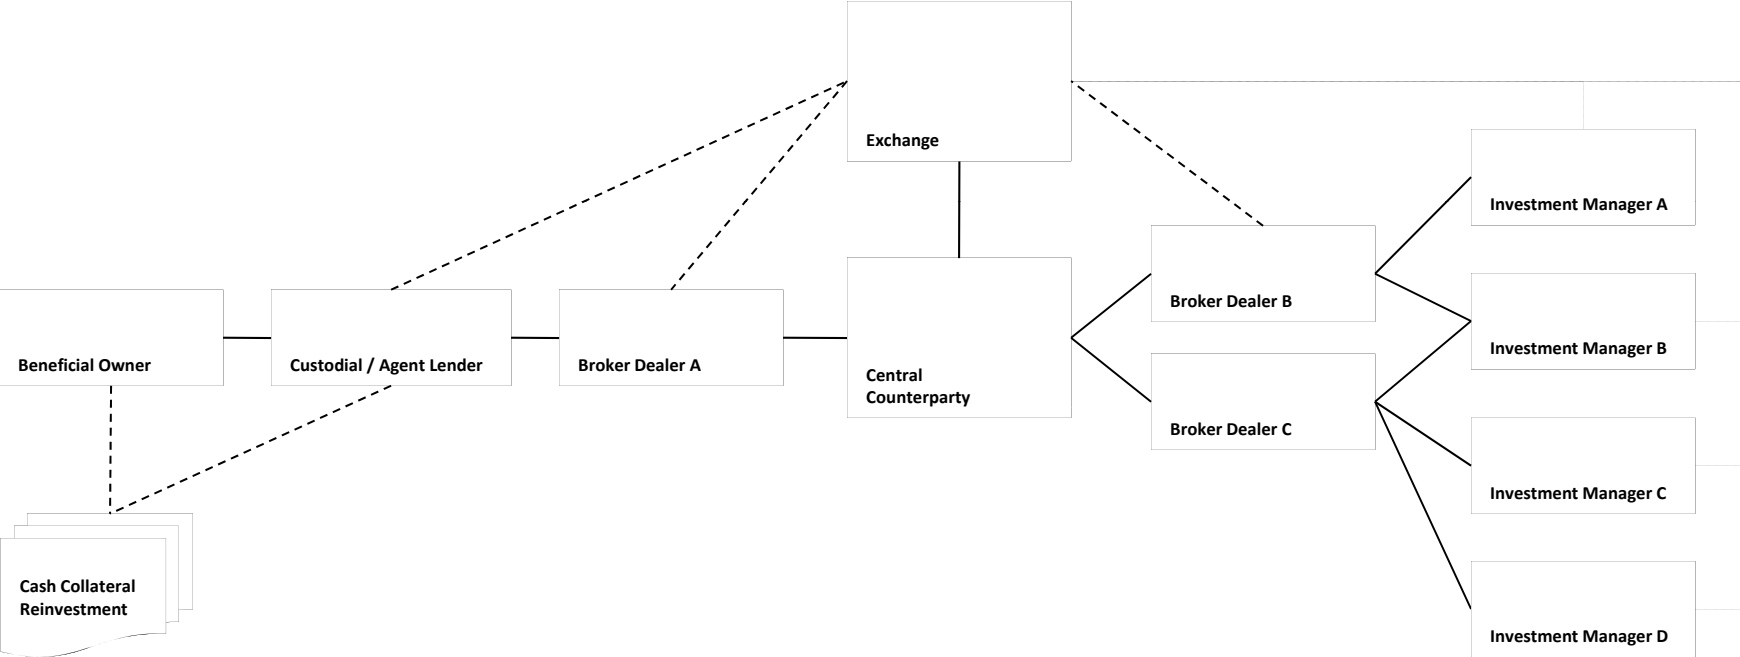 Exchange
Investment Manager A
Broker Dealer B
Investment Manager B
Beneficial Owner
Custodial / Agent Lender
Broker Dealer A
Central
Counterparty
Broker Dealer C
Investment Manager C
Cash Collateral
Reinvestment
Investment Manager D